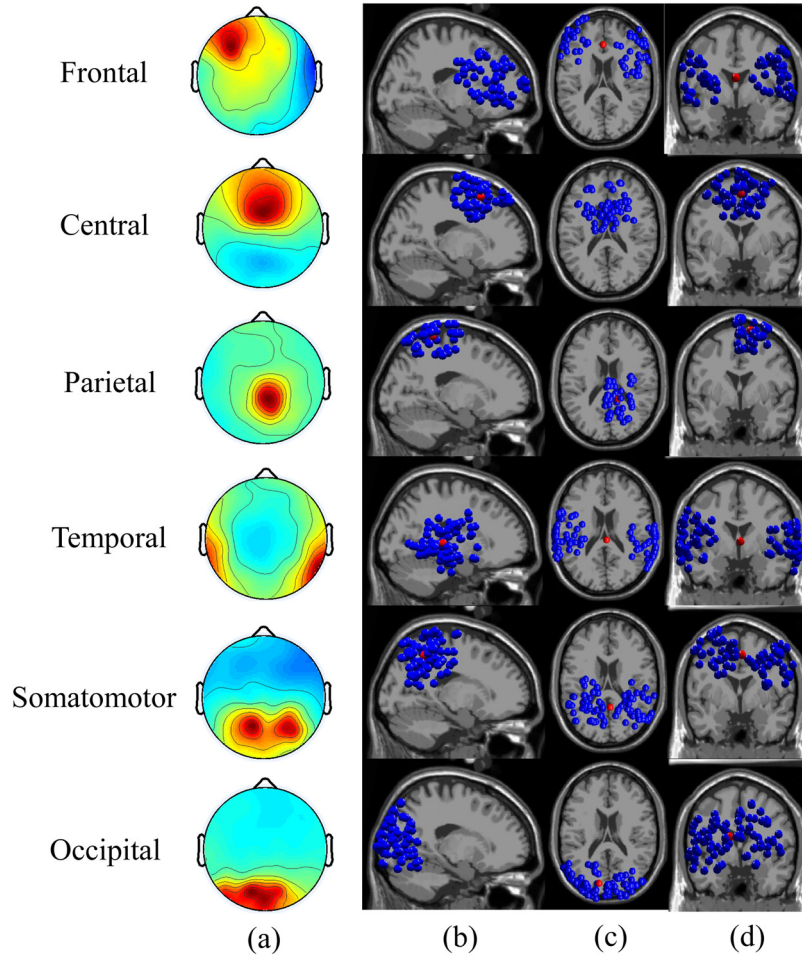 Frontal
Central
Parietal
Temporal
Somatomotor
Occipital
(a) (b) (c) (d)